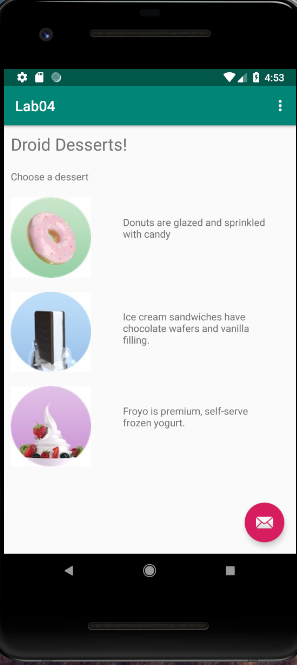 4:53
Lab04
Droid Desserts!
Choose a dessert
Donuts are glazed and sprinkled
with candy
Ice cream sandwiches have
chocolate wafers and vanilla
filling.
Froyo is premium, self-serve
frozen yogurt.